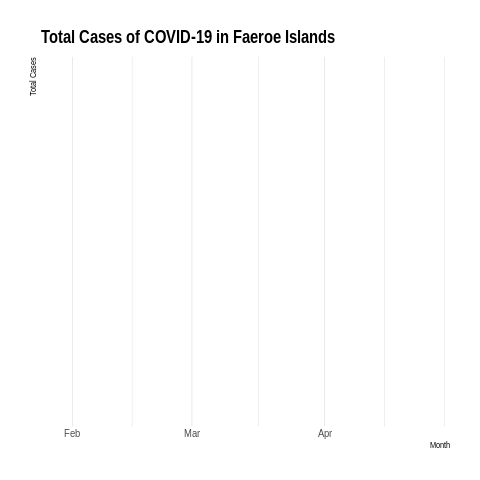 Total Cases of COVID-19 in Faeroe Islands
Total Cases
Feb Mar Apr
Month